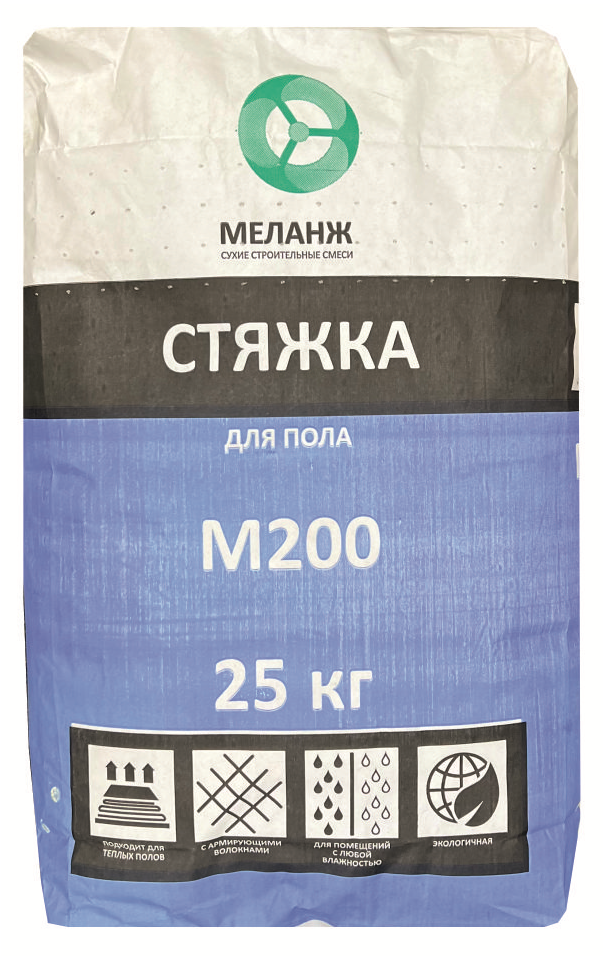 МЕЛАНЖ
СУХИЕ СТРОИТЕЛЬНЫЕ СМЕСИ
СТЯЖКА
ДЛЯ ПОЛА
М200
25 кг
ПОДХОДИТ ДЛЯ
ТЕПЛЫХ ПОЛОВ
С АРМИРУЮЩИМИ
ВОЛОКНАМИ
ДЛЯ ПОМЕЩЕНИЙ
С ЛЮБОЙ
ВЛАЖНОСТЬЮ
ЭКОЛОГИЧНАЯ